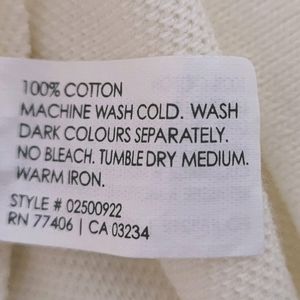 100% COTTON
MACHINE WASH COLD. WASH
DARK COLOURS SEPARATELY.
NO BLEACH. TUMBLE DRY MEDIUM.
WARM IRON.
STYLE # 02500922
RN 77406 | CA 03234